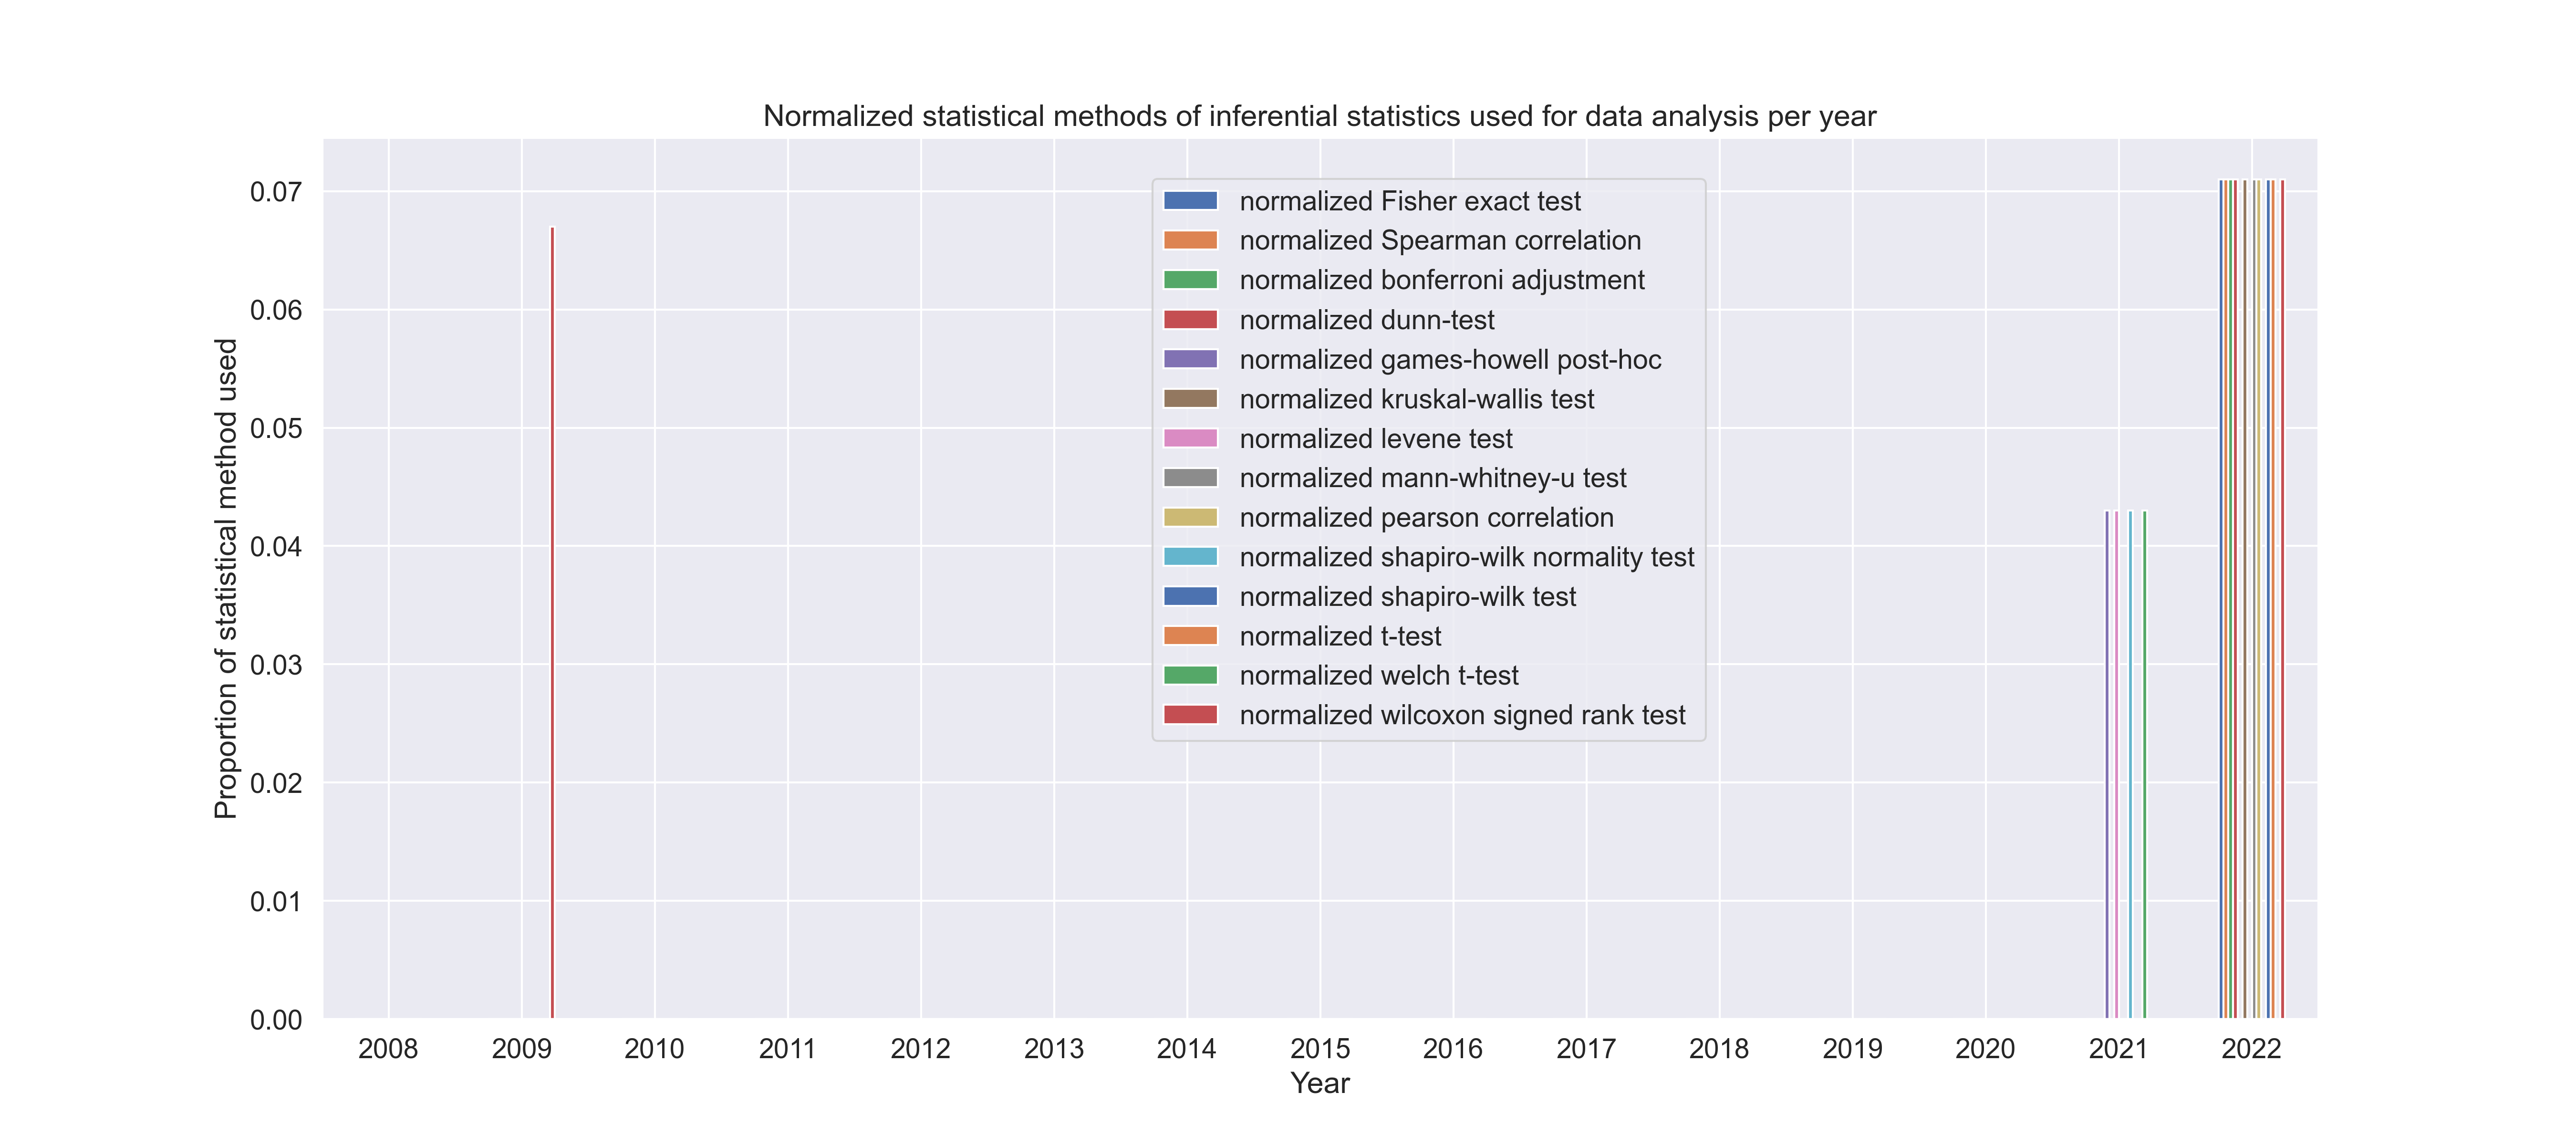 Normalized statistical methods of inferential statistics used for data analysis per year
0.07
0.06
0.05
0.04
0.03
0.02
0.01
0.00
Proportion of statistical method used
normalized Fisher exact test
normalized Spearman correlation
normalized bonferroni adjustment
normalized dunn-test
normalized games-howell post-hoc
normalized kruskal-wallis test
normalized levene test
normalized mann-whitney-u test
normalized pearson correlation
normalized shapiro-wilk normality test
normalized shapiro-wilk test
normalized t-test
normalized welch t-test
normalized wilcoxon signed rank test
2008 2009 2010 2011 2012 2013 2014 2015 2016 2017 2018 2019 2020 2021 2022
Year